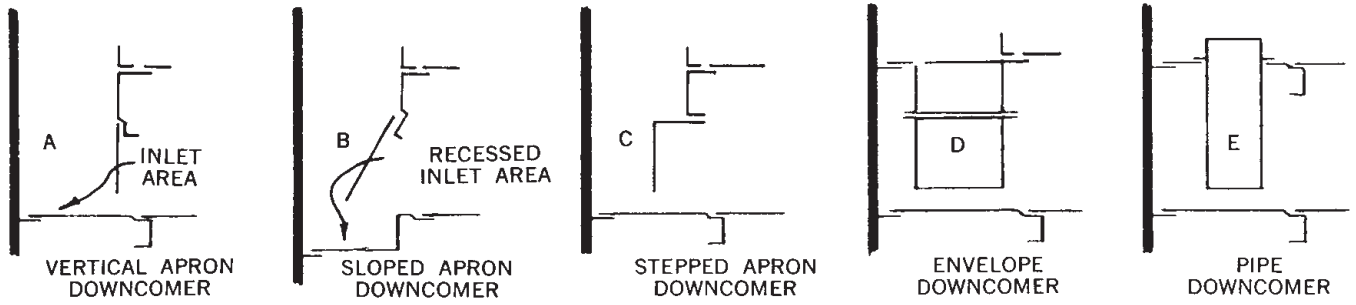 A
INLET
AREA
VERTICAL APRON
DOWNCOMER
B
RECESSED
INLET AREA
SLOPED APRON
DOWNCOMER
C
STEPPED APRON
DOWNCOMER
D
ENVELOPE
DOWNCOMER
E
PIPE
DOWNCOMER